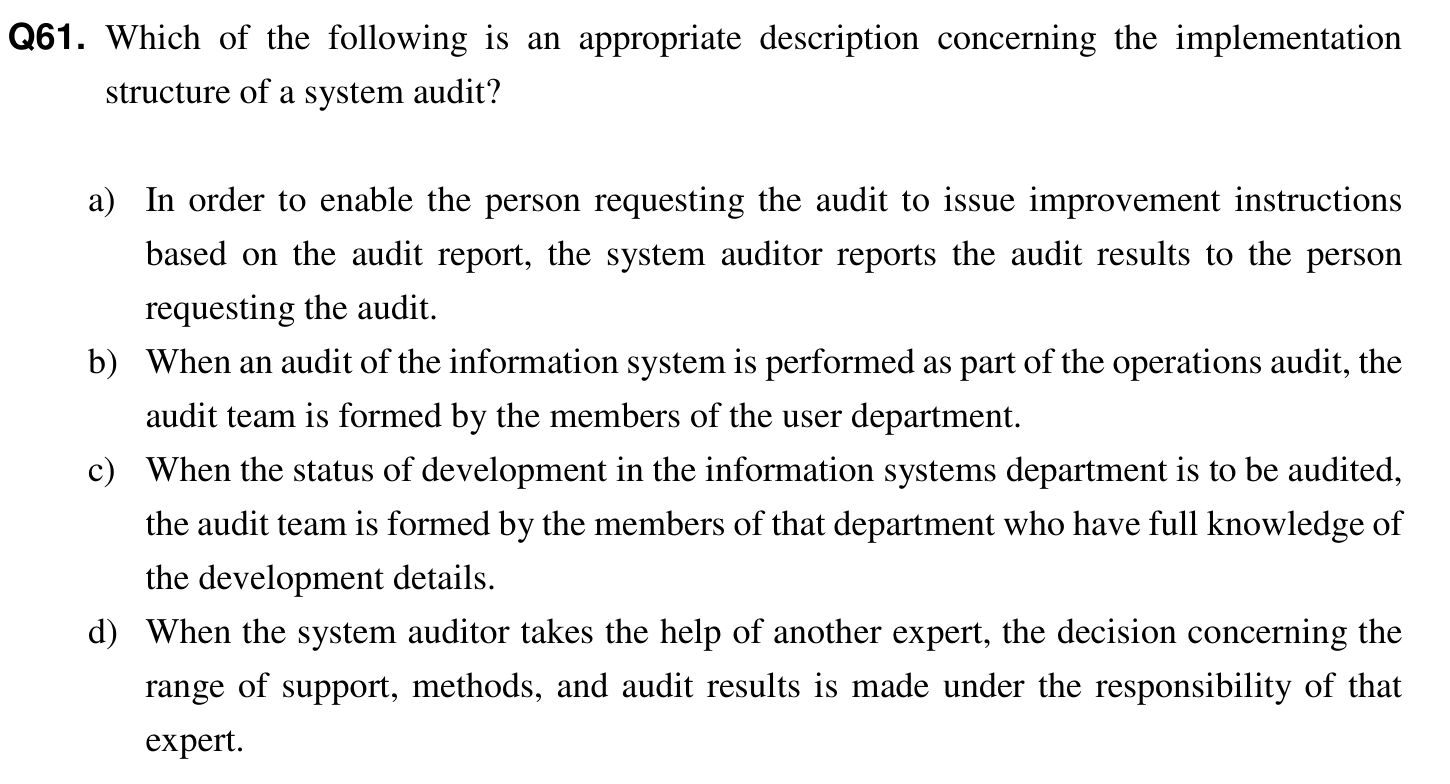 Q61. Which of the following is an appropriate description concerning the implementation
structure of a system audit?
a) In order to enable the person requesting the audit to issue improvement instructions
based on the audit report, the system auditor reports the audit results to the person
requesting the audit.
b) When an audit of the information system is performed as part of the operations audit, the
audit team is formed by the members of the user department.
c) When the status of development in the information systems department is to be audited,
the audit team is formed by the members of that department who have full knowledge of
the development details.
d) When the system auditor takes the help of another expert, the decision concerning the
range of support, methods, and audit results is made under the responsibility of that
expert.